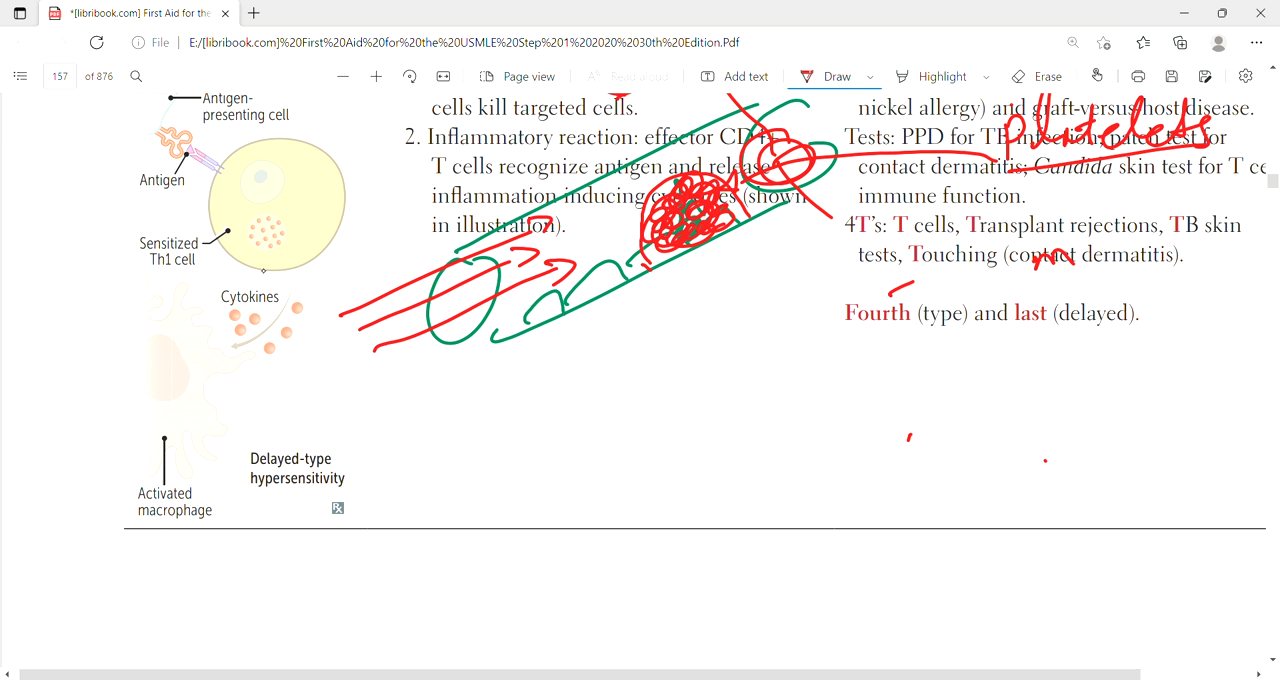 *[libribook.com] First Aid for the
File
E:/[libribook.com]%20First%20Aid%20for%20the%20USMLE%20Step%201%202020%2030th%20Edition.Pdf
157 of 876
Page view
Read aloud
Add text
Draw
Highlight
Erase
Antigen-
presenting cell
Antigen
Sensitized
Th1 cell
Cytokines
Activated
macrophage
Delayed-type
hypersensitivity
Rx
cells kill targeted cells.
2. Inflammatory reaction: effector CD4+
T cells recognize antigen and release
inflammation inducing (shown
in illustration).
nickel allergy) and graft-versus-host disease.
Tests: PPD for TB infection; patch test for
contact dermatitis; Candida skin test for T ce
immune function.
4T's: T cells, Transplant rejections, TB skin
tests, Touching (contact dermatitis).
Fourth (type) and last (delayed).
platelets
m